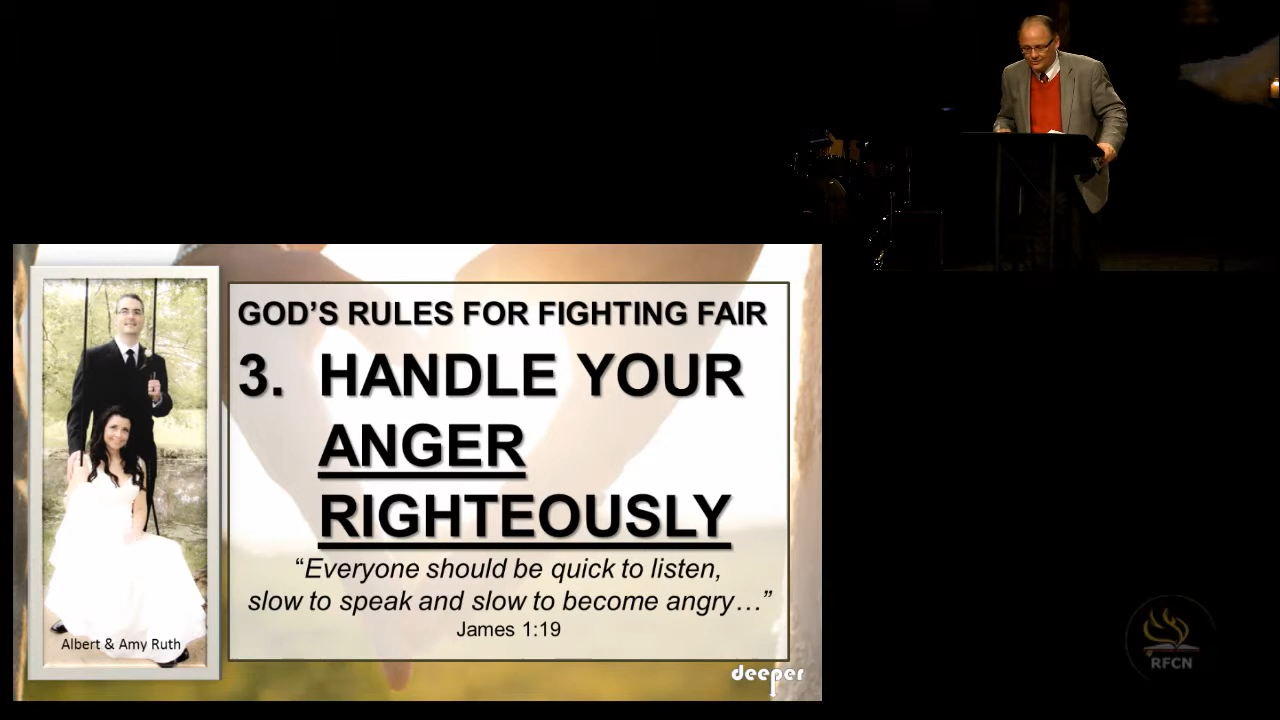 GOD’S RULES FOR FIGHTING FAIR
3. HANDLE YOUR
ANGER
RIGHTEOUSLY
“Everyone should be quick to listen,
slow to speak and slow to become angry…”
James 1:19
Albert & Amy Ruth
deeper
RFCN